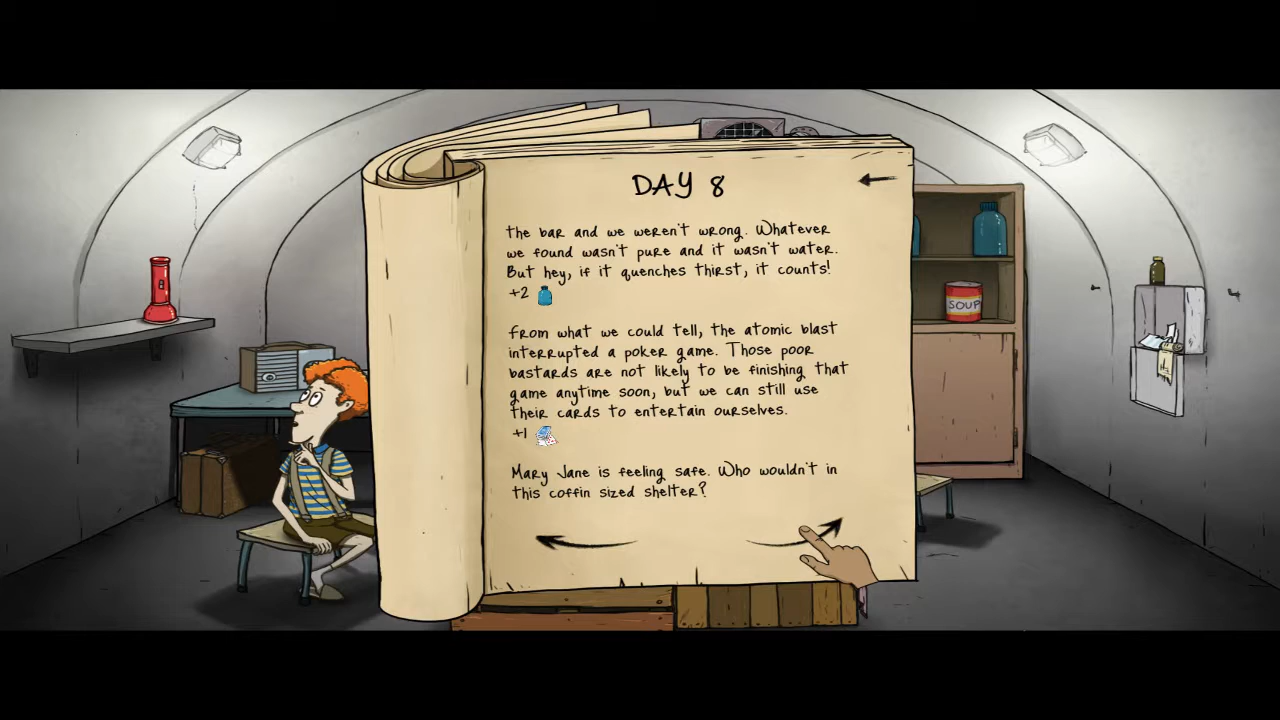 DAY 8
the bar and we weren't wrong. Whatever
we found wasn't pure and it wasn't water.
But hey, if it quenches thirst, it counts!
+2
From what we could tell, the atomic blast
interrupted a poker game. Those poor
bastards are not likely to be finishing that
game anytime soon, but we can still use
their cards to entertain ourselves.
+1
Mary Jane is feeling safe. Who wouldn't in
this coffin sized shelter?
SOUP